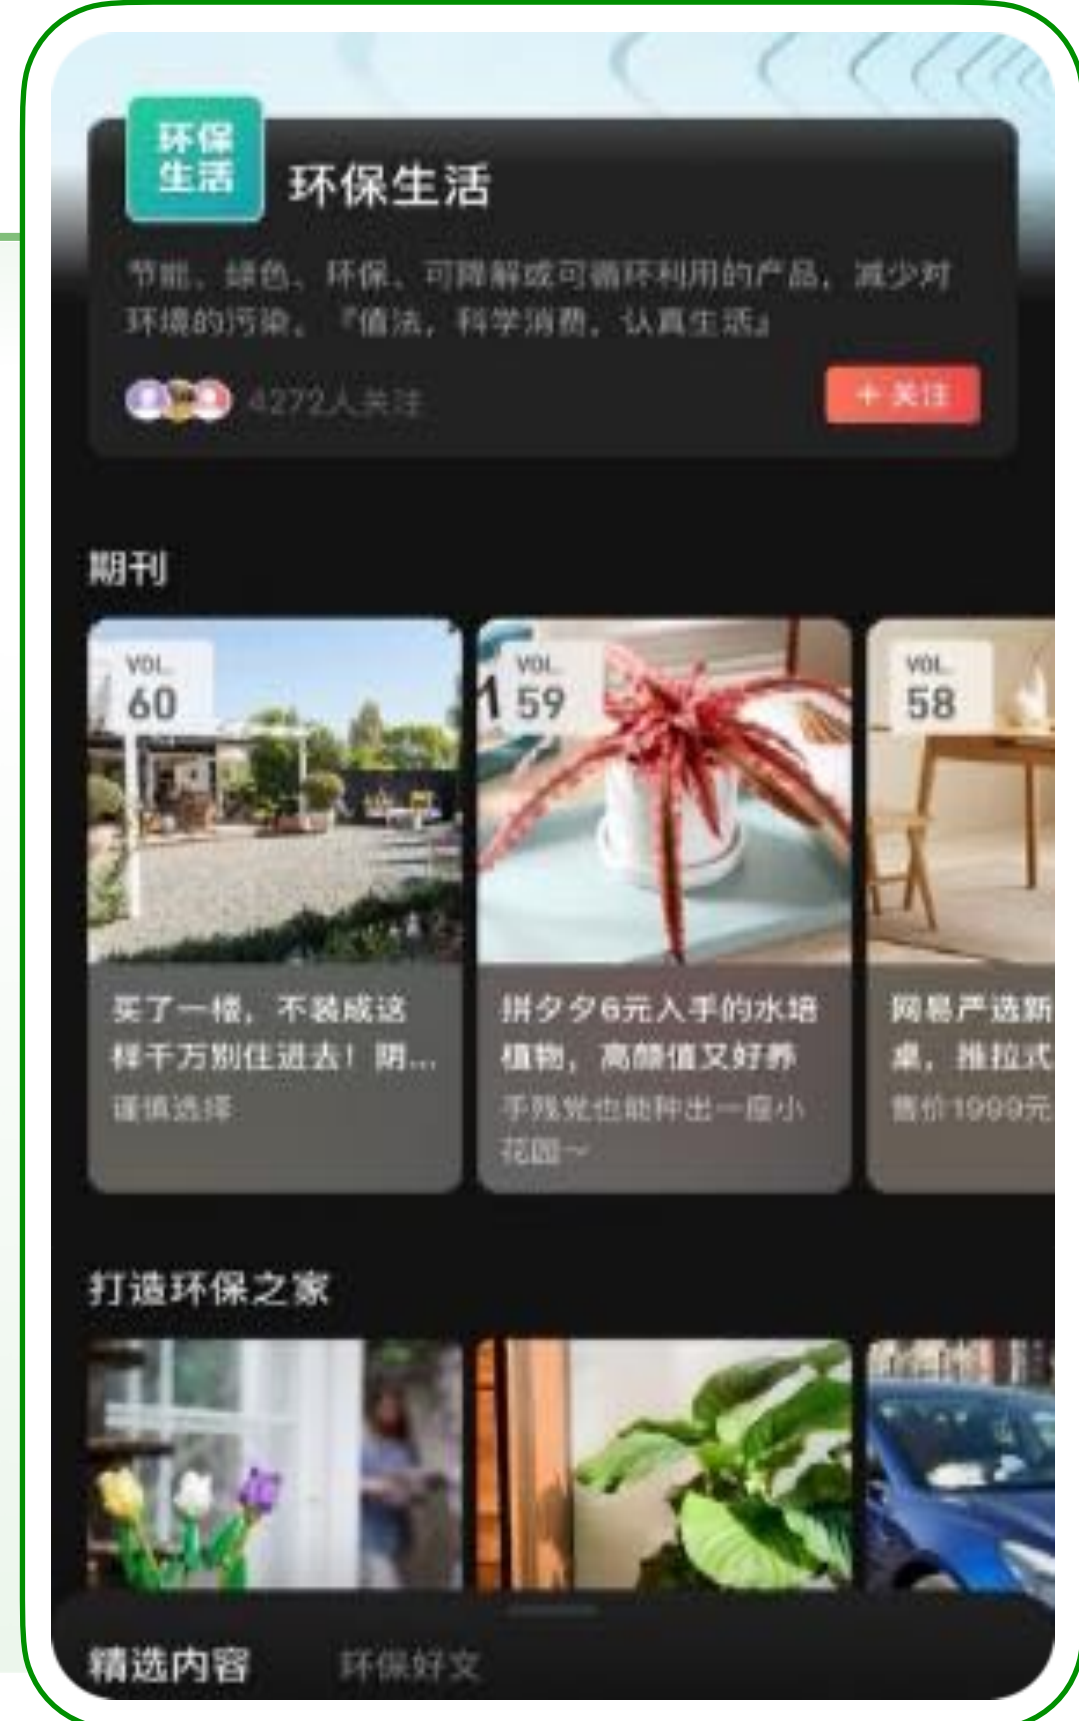 环保
生活
环保生活
节能、绿色、环保、可降解或可循环利用的产品，减少对
环境的污染。『值法，科学消费，认真生活』
4272人关注
+ 关注
期刊
VOL.
60
买了一楼，不装成这
样千万别住进去！阴...
谨慎选择
VOL.
59
拼夕夕6元入手的水培
植物，高颜值又好养
手残党也能种出一座小
花园～
VOL.
58
网易严选新
桌，推拉式
售价1999元
打造环保之家
精选内容
环保好文